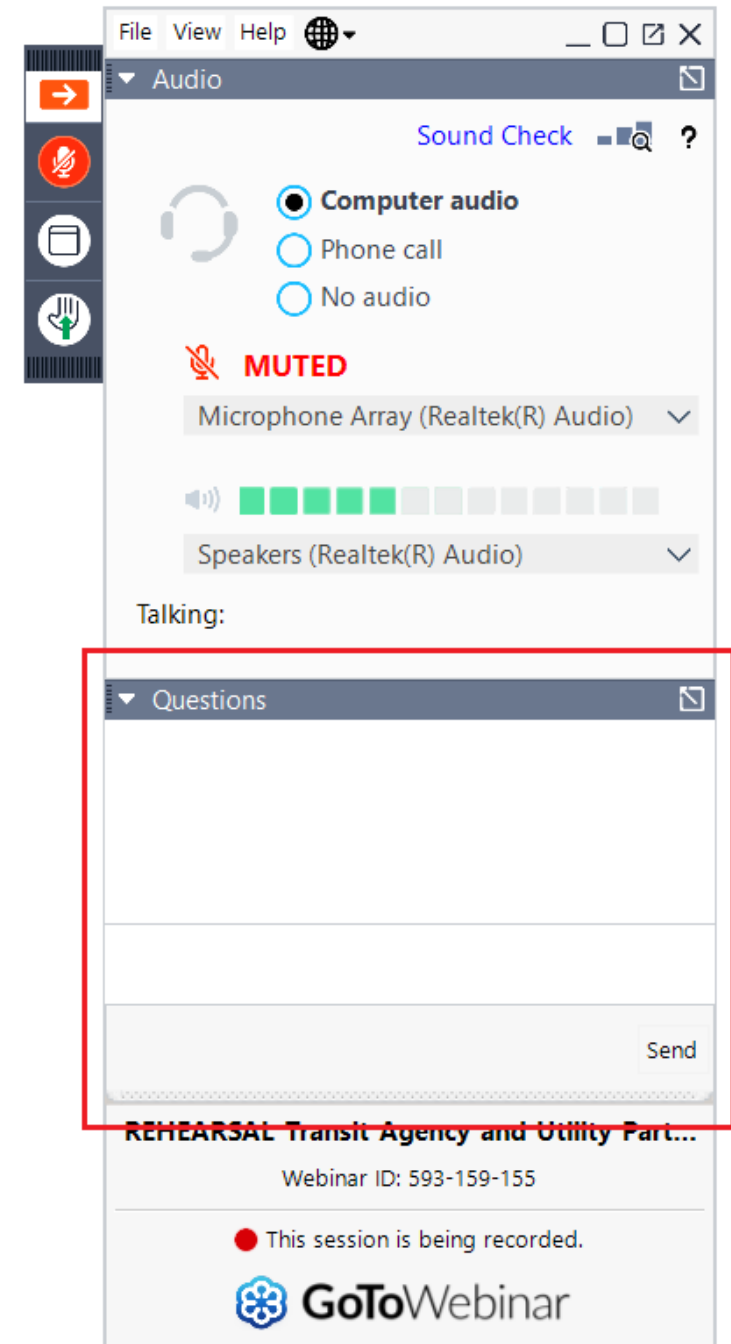 File View Help
Audio
Sound Check ?
Computer audio
Phone call
No audio
MUTED
Microphone Array (Realtek(R) Audio)
Speakers (Realtek(R) Audio)
Talking:
Questions
Send
REHEARSAL Transit Agency and Utility Part...
Webinar ID: 593-159-155
This session is being recorded.
GoToWebinar